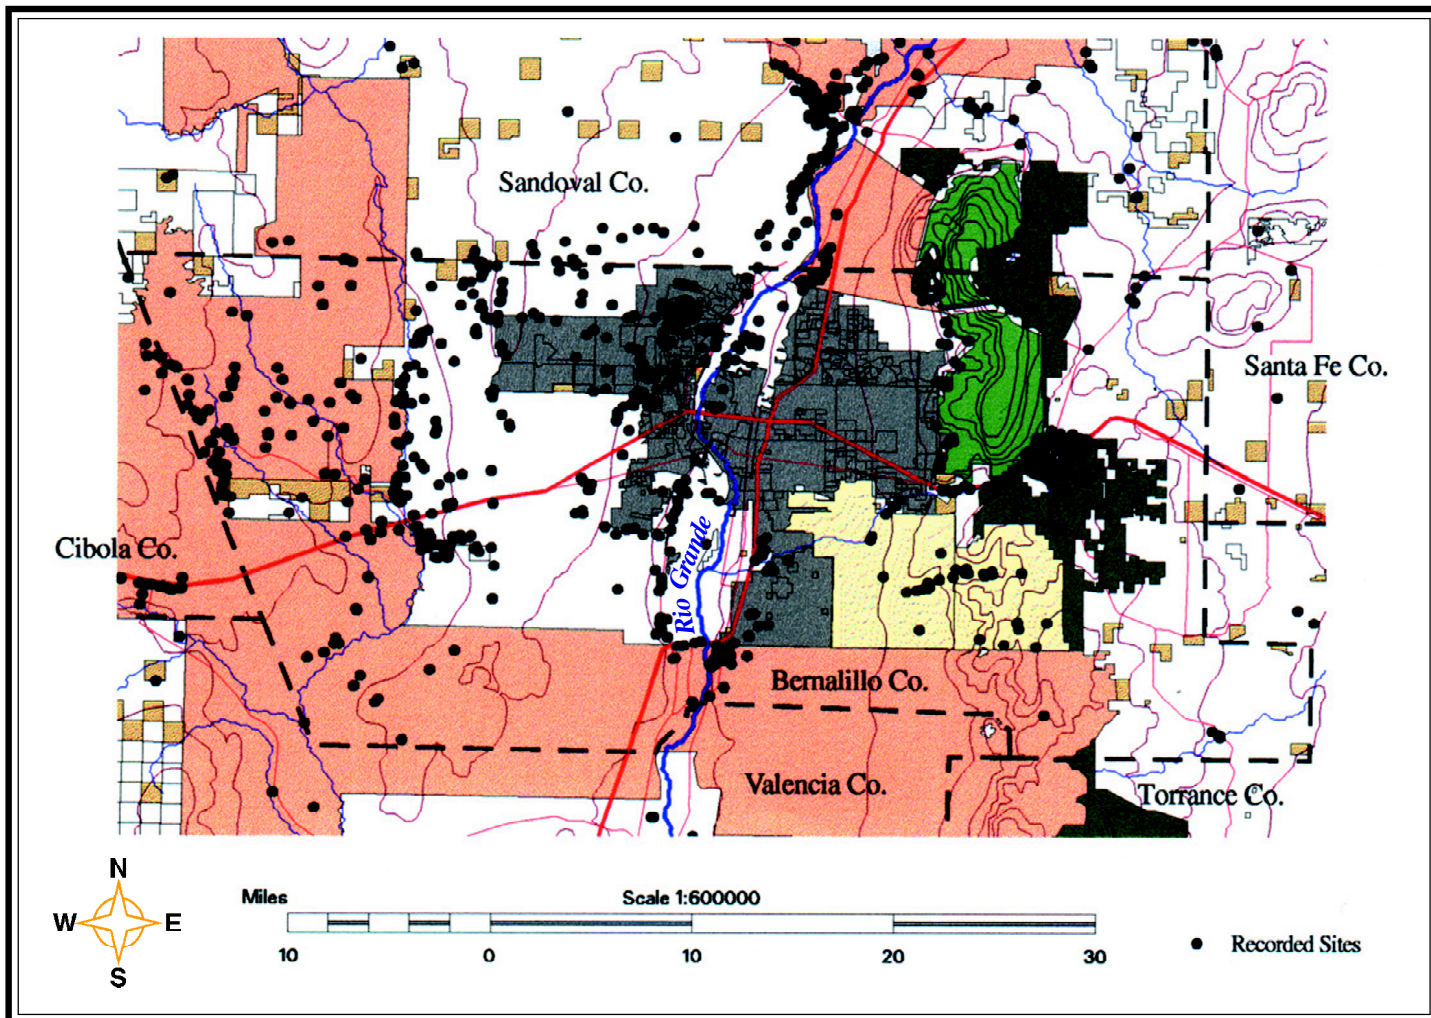 Sandoval Co.
Santa Fe Co.
Cibola Co.
Rio Grande
Bernalillo Co.
Valencia Co.
Torrance Co.
N
W E
S
Miles
Scale 1:600000
10 0 10 20 30
Recorded Sites